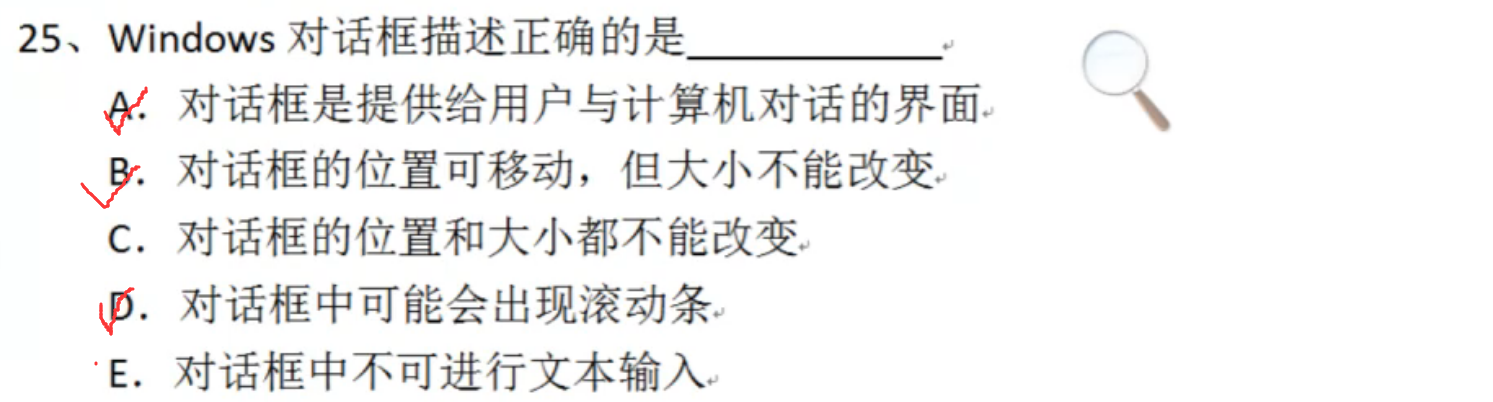 25、Windows 对话框描述正确的是____________
A. 对话框是提供给用户与计算机对话的界面
B. 对话框的位置可移动，但大小不能改变
C. 对话框的位置和大小都不能改变
D. 对话框中可能会出现滚动条
E. 对话框中不可进行文本输入